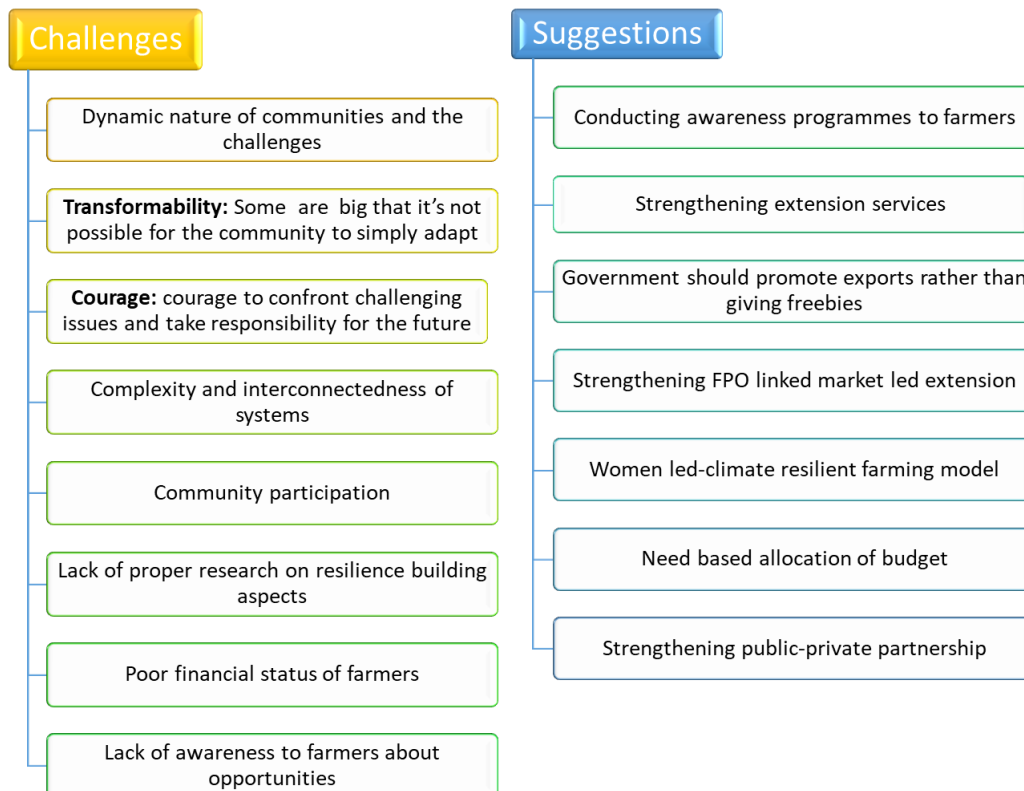 Challenges
Dynamic nature of communities and the
challenges
Transformability: Some are big that it's not
possible for the community to simply adapt
Courage: courage to confront challenging
issues and take responsibility for the future
Complexity and interconnectedness of
systems
Community participation
Lack of proper research on resilience building
aspects
Poor financial status of farmers
Lack of awareness to farmers about
opportunities
Suggestions
Conducting awareness programmes to farmers
Strengthening extension services
Government should promote exports rather than
giving freebies
Strengthening FPO linked market led extension
Women led-climate resilient farming model
Need based allocation of budget
Strengthening public-private partnership